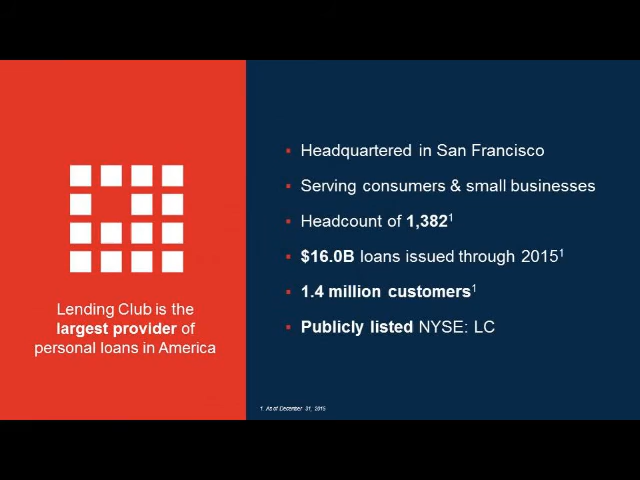 Lending Club is the
largest provider of
personal loans in America
▪ Headquartered in San Francisco
▪ Serving consumers & small businesses
▪ Headcount of 1,382¹
▪ $16.0B loans issued through 2015¹
▪ 1.4 million customers¹
▪ Publicly listed NYSE: LC
1. As of December 31, 2015